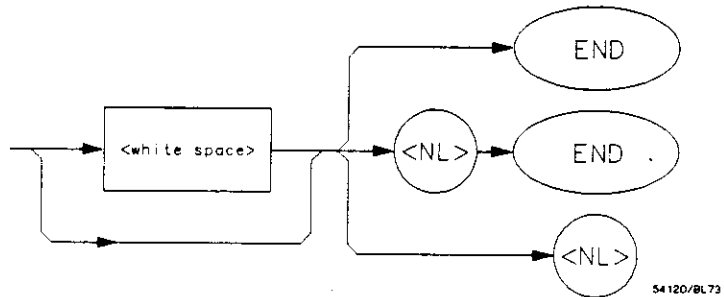 END
<white space>
<NL>
END
<NL>
54120/BL73